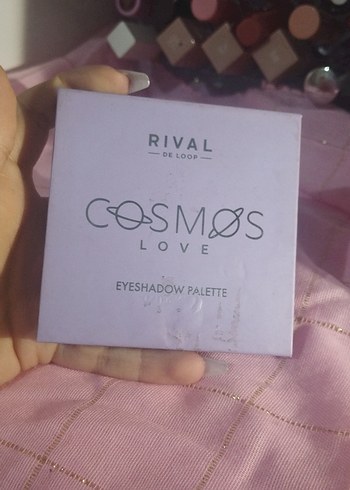 RIVAL
DE LOOP
COSMOS
LOVE
EYESHADOW PALETTE